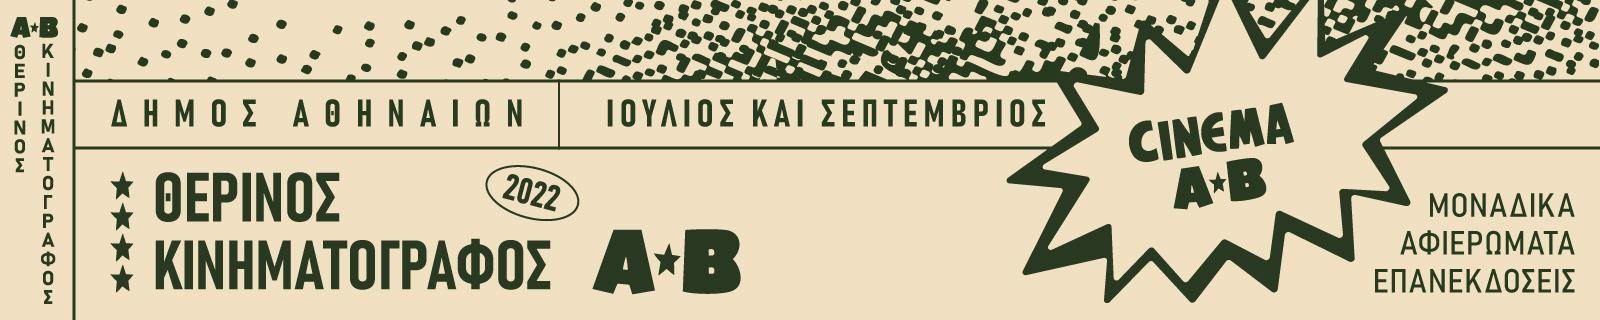 Α★Β
ΘΕΡΙΝΟΣ
ΚΙΝΗΜΑΤΟΓΡΑΦΟΣ
ΔΗΜΟΣ ΑΘΗΝΑΙΩΝ
ΙΟΥΛΙΟΣ ΚΑΙ ΣΕΠΤΕΜΒΡΙΟΣ
ΘΕΡΙΝΟΣ
2022
ΚΙΝΗΜΑΤΟΓΡΑΦΟΣ Α★Β
CINEMA
Α★Β
ΜΟΝΑΔΙΚΑ
ΑΦΙΕΡΩΜΑΤΑ
ΕΠΑΝΕΚΔΟΣΕΙΣ